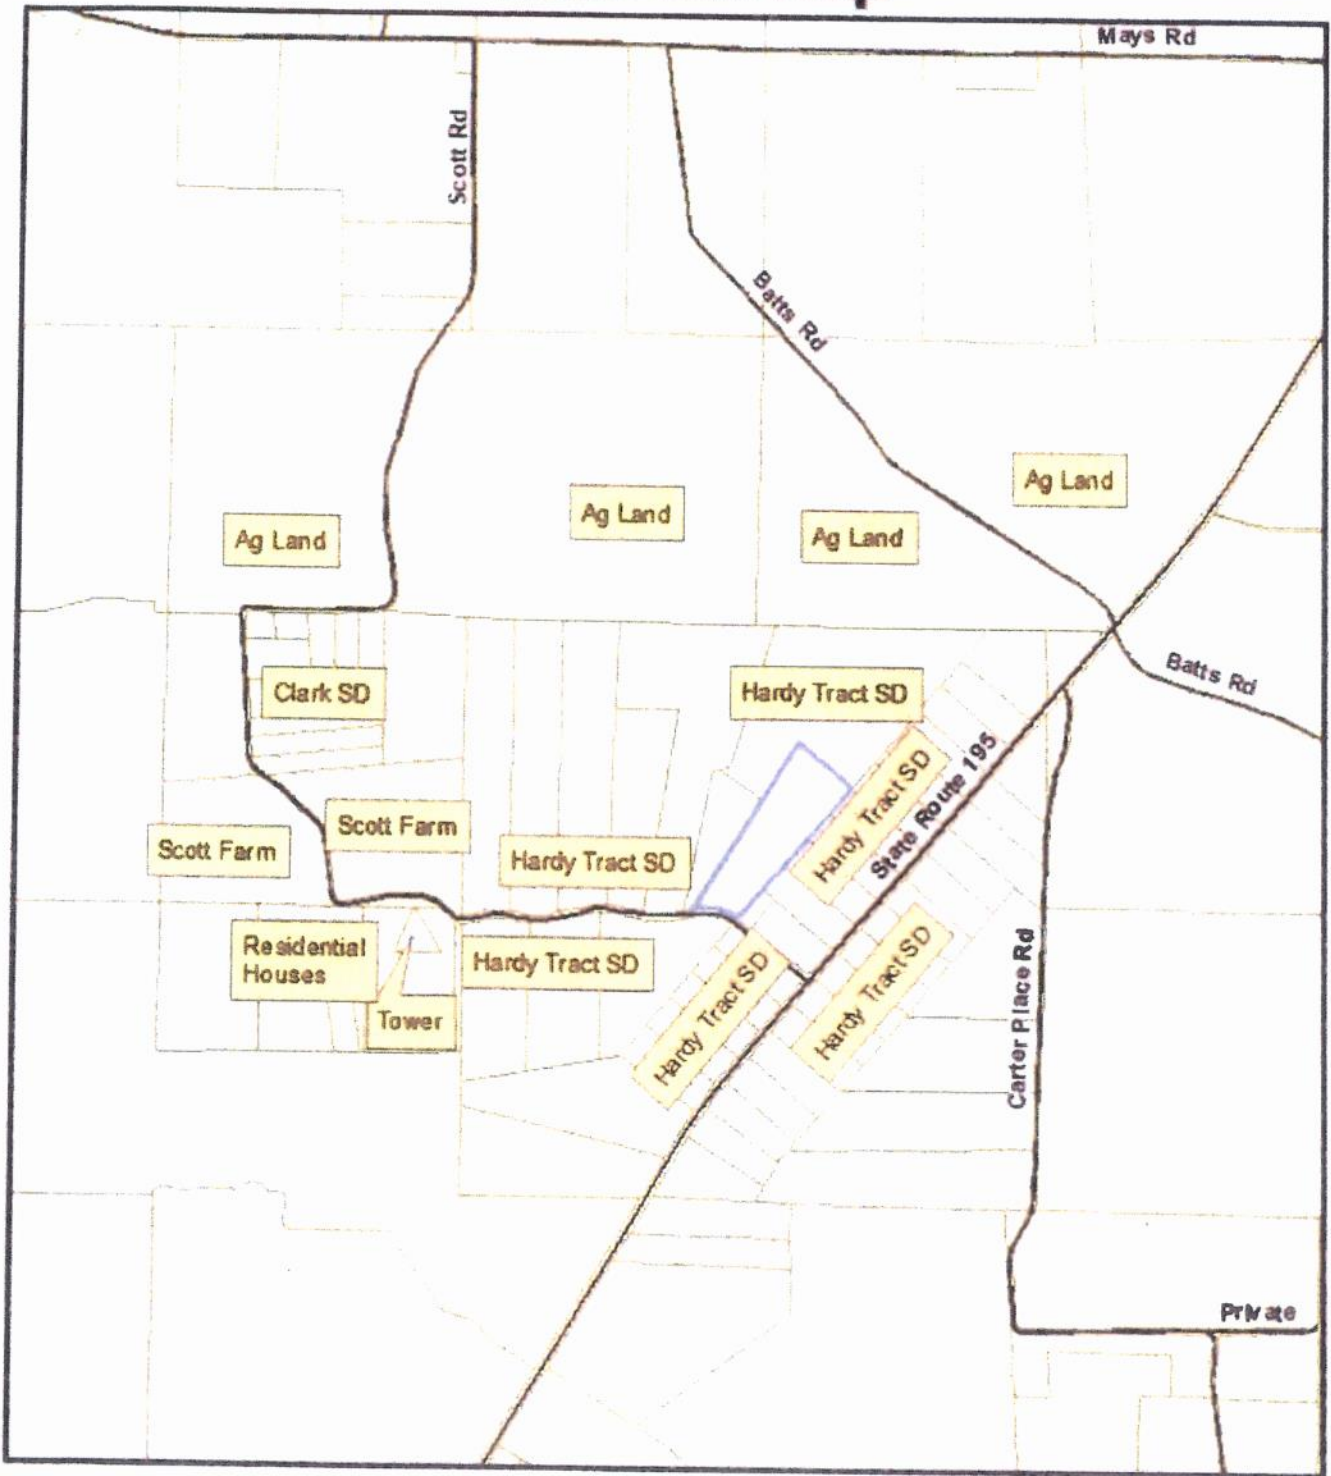 Mays Rd
Scott Rd
Batts Rd
Ag Land
Ag Land
Ag Land
Ag Land
Clark SD
Hardy Tract SD
Batts Rd
Hardy Tract SD
State Route 195
Scott Farm
Scott Farm
Hardy Tract SD
Residential
Houses
Hardy Tract SD
Hardy Tract SD
Hardy Tract SD
Tower
Carter Place Rd
Private